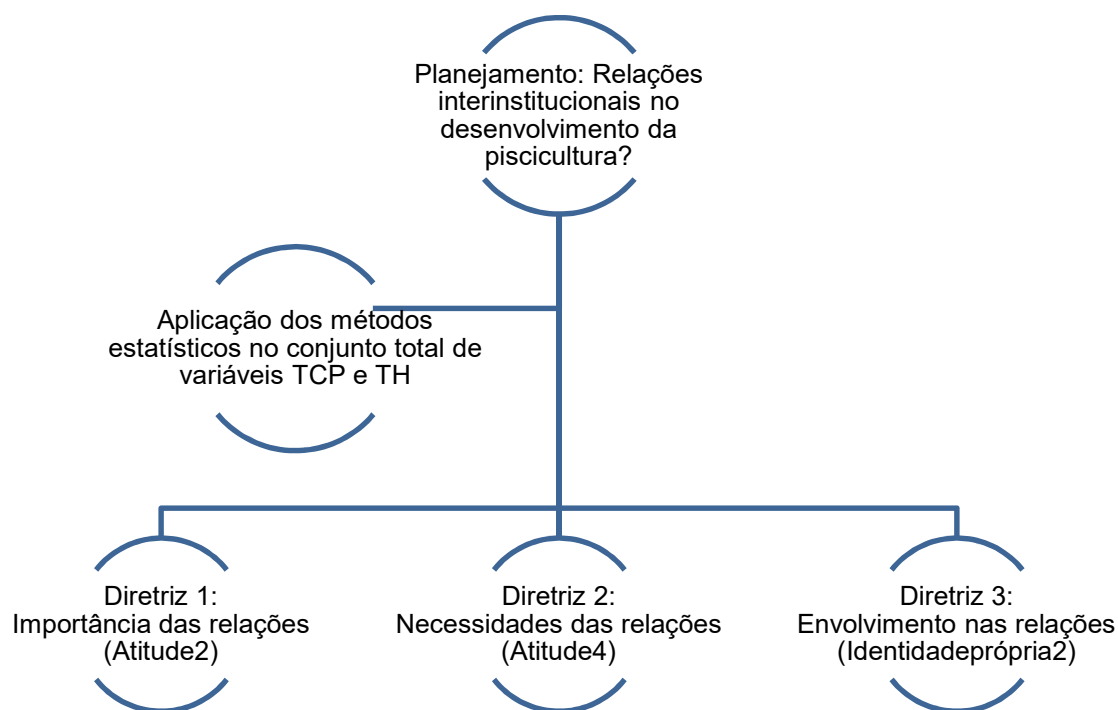 Planejamento: Relações
interinstitucionais no
desenvolvimento da
piscicultura?
Aplicação dos métodos
estatísticos no conjunto total de
variáveis TCP e TH
Diretriz 1:
Importância das relações
(Atitude2)
Diretriz 2:
Necessidades das relações
(Atitude4)
Diretriz 3:
Envolvimento nas relações
(Identidadeprópria2)